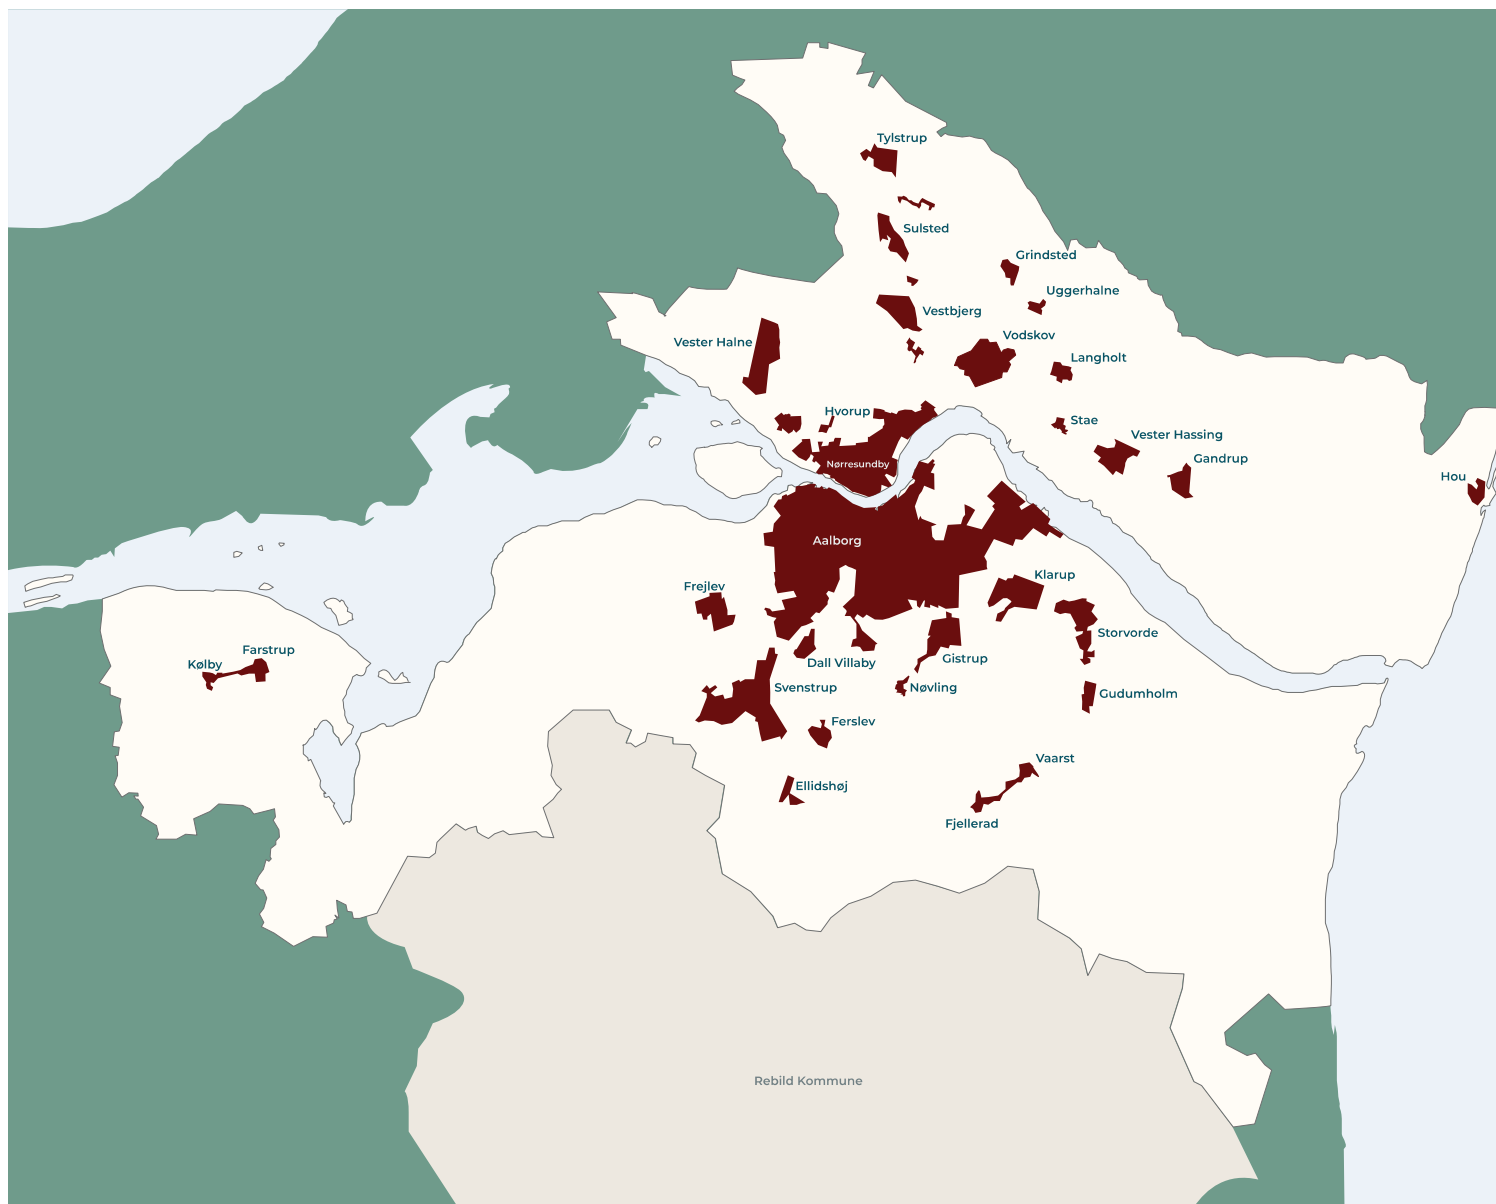 Tylstrup
Sulsted
Grindsted
Uggerhalne
Vestbjerg
Vodskov
Vester Halne
Langholt
Hvorup
Stae
Vester Hassing
Nørresundby
Gandrup
Hou
Aalborg
Klarup
Frejlev
Storvorde
Farstrup
Kølby
Dall Villaby
Gistrup
Svenstrup
Nøvling
Gudumholm
Ferslev
Vaarst
Ellidshøj
Fjellerad
Rebild Kommune